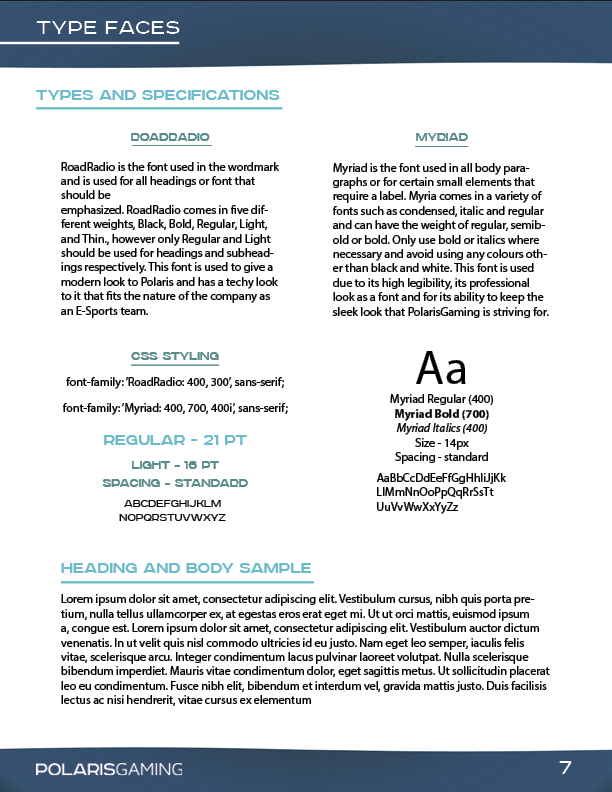 TYPE FACES
TYPES AND SPECIFICATIONS
ROADRADIO
RoadRadio is the font used in the wordmark
and is used for all headings or font that
should be
emphasized. RoadRadio comes in five dif-
ferent weights, Black, Bold, Regular, Light,
and Thin., however only Regular and Light
should be used for headings and subhead-
ings respectively. This font is used to give a
modern look to Polaris and has a techy look
to it that fits the nature of the company as
an E-Sports team.
MYRIAD
Myriad is the font used in all body para-
graphs or for certain small elements that
require a label. Myria comes in a variety of
fonts such as condensed, italic and regular
and can have the weight of regular, semib-
old or bold. Only use bold or italics where
necessary and avoid using any colours oth-
er than black and white. This font is used
due to its high legibility, its professional
look as a font and for its ability to keep the
sleek look that PolarisGaming is striving for.
CSS STYLING
font-family: ‘RoadRadio: 400, 300’, sans-serif;
font-family: ‘Myriad: 400, 700, 400i’, sans-serif;
REGULAR - 21 PT
LIGHT - 16 PT
SPACING - STANDARD
ABCDEFGHIJKLM
NOPQRSTUVWXYZ
Aa
Myriad Regular (400)
Myriad Bold (700)
Myriad Italics (400)
Size - 14px
Spacing - standard
AaBbCcDdEeFfGgHhIiJjKk
LlMmNnOoPpQqRrSsTt
UuVvWwXxYyZz
HEADING AND BODY SAMPLE
Lorem ipsum dolor sit amet, consectetur adipiscing elit. Vestibulum cursus, nibh quis porta pre-
tium, nulla tellus ullamcorper ex, at egestas eros erat eget mi. Ut ut orci mattis, euismod ipsum
a, congue est. Lorem ipsum dolor sit amet, consectetur adipiscing elit. Vestibulum auctor dictum
venenatis. In ut velit quis nisl commodo ultricies id eu justo. Nam eget leo semper, iaculis felis
vitae, scelerisque arcu. Integer condimentum lacus pulvinar laoreet volutpat. Nulla scelerisque
bibendum imperdiet. Mauris vitae condimentum dolor, eget sagittis metus. Ut sollicitudin placerat
leo eu condimentum. Fusce nibh elit, bibendum et interdum vel, gravida mattis justo. Duis facilisis
lectus ac nisi hendrerit, vitae cursus ex elementum
POLARISGAMING
7